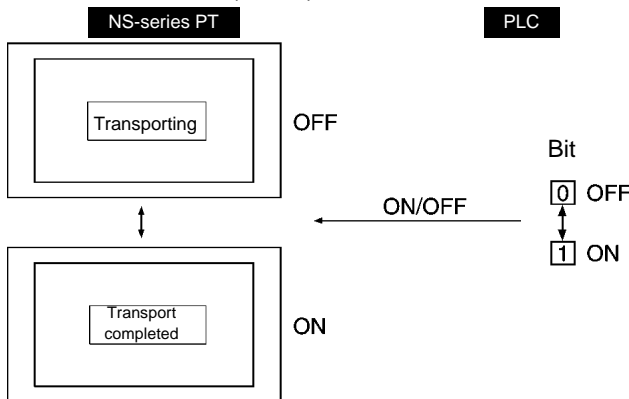 NS-series PT
PLC
Transporting
OFF
Bit
0 OFF
ON/OFF
1 ON
Transport
completed
ON